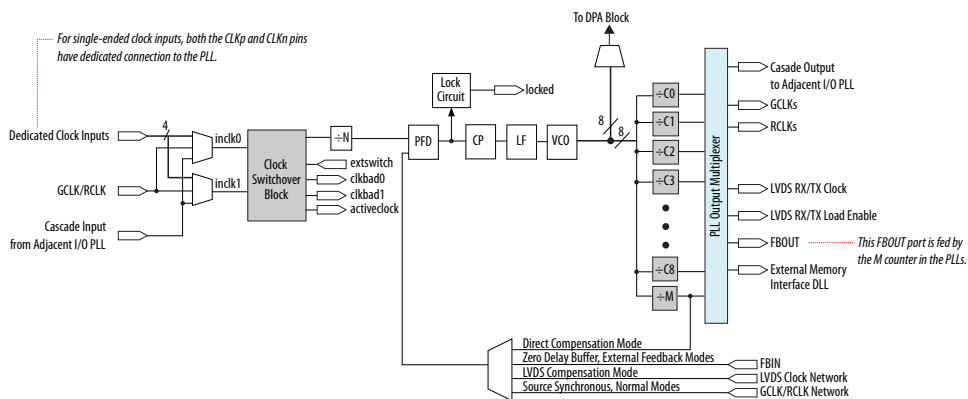 To DPA Block
For single-ended clock inputs, both the CLKp and CLKn pins
have dedicated connection to the PLL.
Lock
Circuit
locked
Casade Output
to Adjacent I/O PLL
÷C0
8
8
GCLKs
4
Dedicated Clock Inputs
inclk0
÷N
PFD
CP
LF
VCO
÷C1
RCLKs
Clock
Switchover
Block
extswitch
÷C2
clkbad0
÷C3
GCLK/RCLK
inclk1
clkbad1
LVDS RX/TX Clock
activeclock
PLL Output Multiplexer
LVDS RX/TX Load Enable
Cascade Input
from Adjacent I/O PLL
FBOUT
This FBOUT port is fed by
the M counter in the PLLs.
÷C8
External Memory
Interface DLL
÷M
Direct Compensation Mode
Zero Delay Buffer, External Feedback Modes
FBIN
LVDS Compensation Mode
LVDS Clock Network
Source Synchronous, Normal Modes
GCLK/RCLK Network